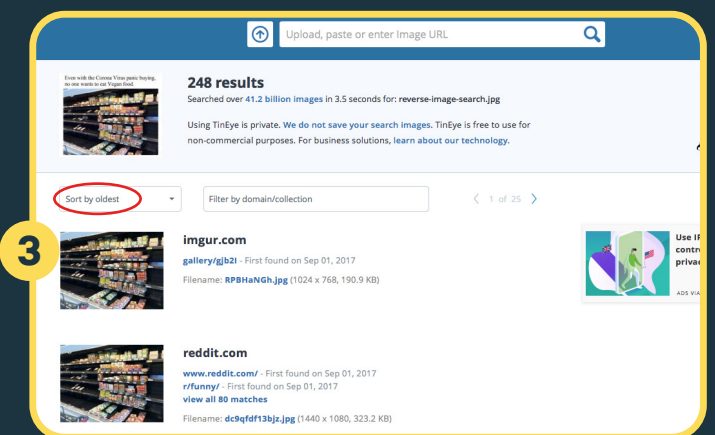 Upload, paste or enter Image URL
Even with the Corona Virus panic buying,
no one wants to eat Vegan food.
248 results
Searched over 41.2 billion images in 3.5 seconds for: reverse-image-search.jpg
Using TinEye is private. We do not save your search images. TinEye is free to use for
non-commercial purposes. For business solutions, learn about our technology.
Sort by oldest
Filter by domain/collection
1 of 25
3
imgur.com
gallery/gjb2I - First found on Sep 01, 2017
Filename: RPBHaNGh.jpg (1024 x 768, 190.9 KB)
Use
contr
priva
ADS VIA
reddit.com
www.reddit.com/ - First found on Sep 01, 2017
r/funny/ - First found on Sep 01, 2017
view all 80 matches
Filename: dc9qfdf13bjz.jpg (1440 x 1080, 323.2 KB)